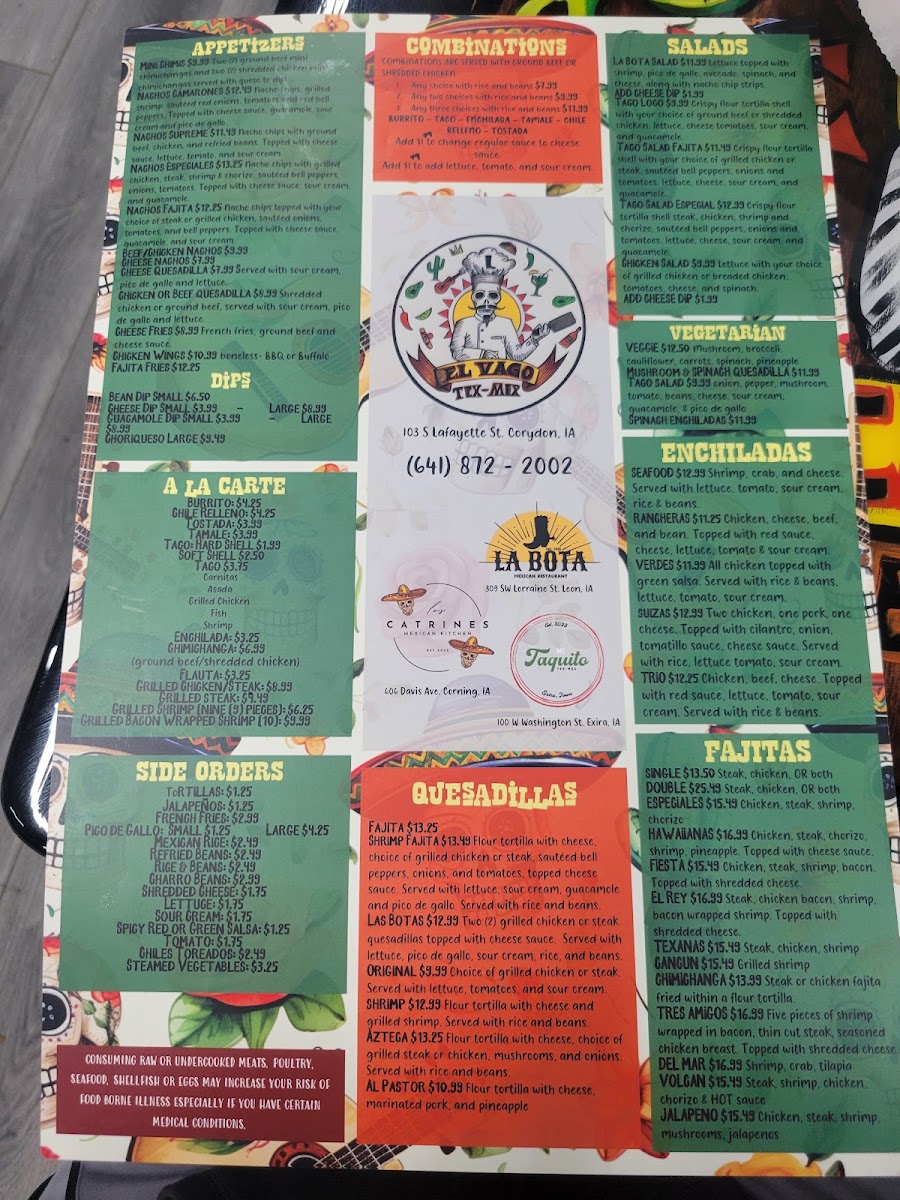 APPETIZERS
MINI CHIMIS $9.99 Two (2) ground beef mini
chimichangas and two (2) shredded chicken mini
chimichangas served with queso to dip!
NACHOS CAMARONES $12.49 Nacho chips, grilled
shrimp, sautéed red onions, tomatoes and red bell
peppers. Topped with cheese sauce, guacamole, sour
cream and pico de gallo.
NACHOS SUPREME $11.49 Nacho chips with ground
beef, chicken, and refried beans. Topped with cheese
sauce, lettuce, tomato, and sour cream.
NACHOS ESPECIALES $13.25 Nacho chips with grilled
chicken, steak, shrimp & chorizo, sautéed bell peppers,
onions, tomatoes. Topped with cheese sauce, sour cream,
and guacamole.
NACHOS FAJITA $12.25 Nacho chips topped with your
choice of steak or grilled chicken, sautéed onions,
tomatoes, and bell peppers. Topped with cheese sauce,
guacamole, and sour cream.
BEEF/CHICKEN NACHOS $9.99
CHEESE NACHOS $7.99
CHEESE QUESADILLA $7.99 Served with sour cream,
pico de gallo and lettuce.
CHICKEN OR BEEF QUESADILLA $8.99 Shredded
chicken or ground beef, served with sour cream, pico
de gallo and lettuce.
CHEESE FRIES $8.99 French fries, ground beef and
cheese sauce.
CHICKEN WINGS $10.99 boneless- BBQ or Buffalo
FAJITA FRIES $12.25
DIPS
BEAN DIP SMALL $6.50
CHEESE DIP SMALL $3.99 - LARGE $8.99
GUACAMOLE DIP SMALL $3.99 - LARGE
$8.99
CHORIQUESO LARGE $9.49
A LA CARTE
BURRITO: $4.25
CHILE RELLENO: $4.25
TOSTADA: $3.99
TAMALE: $3.99
TACO: HARD SHELL $1.99
SOFT SHELL $2.50
TACO $3.75
Carnitas
Asada
Grilled Chicken
Fish
Shrimp
ENCHILADA: $3.25
CHIMICHANGA: $6.99
(ground beef/shredded chicken)
FLAUTA: $3.25
GRILLED CHICKEN/STEAK: $8.99
GRILLED STEAK: $9.49
GRILLED SHRIMP (NINE (9) PIECES): $6.25
GRILLED BACON WRAPPED SHRIMP (10): $9.99
SIDE ORDERS
TORTILLAS: $1.25
JALAPEÑOS: $1.25
FRENCH FRIES: $2.99
PICO DE GALLO: SMALL $1.25 LARGE $4.25
MEXICAN RICE: $2.49
REFRIED BEANS: $2.49
RICE & BEANS: $2.49
CHARRO BEANS: $2.99
SHREDDED CHEESE: $1.75
LETTUCE: $1.75
SOUR CREAM: $1.75
SPICY RED OR GREEN SALSA: $1.25
TOMATO: $1.75
CHILES TOREADOS: $2.49
STEAMED VEGETABLES: $3.25
CONSUMING RAW OR UNDERCOOKED MEATS, POULTRY,
SEAFOOD, SHELLFISH OR EGGS MAY INCREASE YOUR RISK OF
FOOD BORNE ILLNESS ESPECIALLY IF YOU HAVE CERTAIN
MEDICAL CONDITIONS.
COMBINATIONS
COMBINATIONS ARE SERVED WITH GROUND BEEF OR
SHREDDED CHICKEN
1. Any choice with rice and beans $7.99
2. Any two choices with rice and beans $9.99
3. Any three choices with rice and beans $11.99
BURRITO - TACO - ENCHILADA - TAMALE - CHILE
RELLENO - TOSTADA
Add $1 to change regular sauce to cheese
sauce.
Add $1 to add lettuce, tomato, and sour cream.
L
EL VAGO
TEX-MEX
103 S Lafayette St. Corydon, IA
(641) 872 - 2002
LA BOTA
MEXICAN RESTAURANT
309 SW Lorraine St. Leon, IA
Los
CATRINES
MEXICAN KITCHEN
606 Davis Ave, Corning, IA
Est. 2023
Mi
Taquito
TEX-MEX
Exira, Iowa
100 W Washington St. Exira, IA
QUESADILLAS
FAJITA $13.25
SHRIMP FAJITA $13.49 Flour tortilla with cheese,
choice of grilled chicken or steak, sautéed bell
peppers, onions, and tomatoes, topped cheese
sauce. Served with lettuce, sour cream, guacamole
and pico de gallo. Served with rice and beans.
LAS BOTAS $12.99 Two (2) grilled chicken or steak
quesadillas topped with cheese sauce. Served with
lettuce, pico de gallo, sour cream, rice, and beans.
ORIGINAL $9.99 Choice of grilled chicken or steak.
Served with lettuce, tomatoes, and sour cream.
SHRIMP $12.99 Flour tortilla with cheese and
grilled shrimp. Served with rice and beans.
AZTECA $13.25 Flour tortilla with cheese, choice of
grilled steak or chicken, mushrooms, and onions.
Served with rice and beans.
AL PASTOR $10.99 Flour tortilla with cheese,
marinated pork, and pineapple
SALADS
LA BOTA SALAD $11.99 Lettuce topped with
shrimp, pico de gallo, avocado, spinach, and
cheese, along with nacho chip strips.
ADD CHEESE DIP $1.99
TACO LOCO $9.99 Crispy flour tortilla shell
with your choice of ground beef or shredded
chicken, lettuce, cheese, tomatoes, sour cream,
and guacamole.
TACO SALAD FAJITA $11.49 Crispy flour tortilla
shell with your choice of grilled chicken or
steak, sautéed bell peppers, onions and
tomatoes, lettuce, cheese, sour cream, and
guacamole.
TACO SALAD ESPECIAL $12.99 Crispy flour
tortilla shell steak, chicken, shrimp and
chorizo, sautéed bell peppers, onions and
tomatoes, lettuce, cheese, sour cream, and
guacamole.
CHICKEN SALAD $9.99 Lettuce with your choice
of grilled chicken or breaded chicken,
tomatoes, cheese, and spinach.
ADD CHEESE DIP $1.99
VEGETARIAN
VEGGIE $12.50 Mushroom, broccoli,
cauliflower, carrots, spinach, pineapple
MUSHROOM & SPINACH QUESADILLA $11.99
TACO SALAD $9.99 onion, pepper, mushroom,
tomato, beans, cheese, sour cream,
guacamole, & pico de gallo
SPINACH ENCHILADAS $11.99
ENCHILADAS
SEAFOOD $12.99 Shrimp, crab, and cheese.
Served with lettuce, tomato, sour cream,
rice & beans.
RANCHERAS $11.25 Chicken, cheese, beef,
and bean. Topped with red sauce,
cheese, lettuce, tomato & sour cream.
VERDES $11.99 All chicken topped with
green salsa. Served with rice & beans,
lettuce, tomato, sour cream.
SUIZAS $12.99 Two chicken, one pork, one
cheese. Topped with cilantro, onion,
tomatillo sauce, cheese sauce. Served
with rice, lettuce tomato, sour cream.
TRIO $12.25 Chicken, beef, cheese. Topped
with red sauce, lettuce, tomato, sour
cream. Served with rice & beans.
FAJITAS
SINGLE $13.50 Steak, chicken, OR both
DOUBLE $25.49 Steak, chicken, OR both
ESPECIALES $15.49 Chicken, steak, shrimp,
chorizo
HAWAIIANAS $16.99 Chicken, steak, chorizo,
shrimp, pineapple. Topped with cheese sauce.
FIESTA $15.49 Chicken, steak, shrimp, bacon.
Topped with shredded cheese.
EL REY $16.99 Steak, chicken bacon, shrimp,
bacon wrapped shrimp. Topped with
shredded cheese.
TEXANAS $15.49 Steak, chicken, shrimp
CANCUN $15.49 Grilled shrimp
CHIMICHANGA $13.99 Steak or chicken fajita
fried within a flour tortilla.
TRES AMIGOS $16.99 Five pieces of shrimp
wrapped in bacon, thin cut steak, seasoned
chicken breast. Topped with shredded cheese.
DEL MAR $16.99 Shrimp, crab, tilapia
VOLCAN $15.49 Steak, shrimp, chicken,
chorizo & HOT sauce
JALAPENO $15.49 Chicken, steak, shrimp,
mushrooms, jalapenos